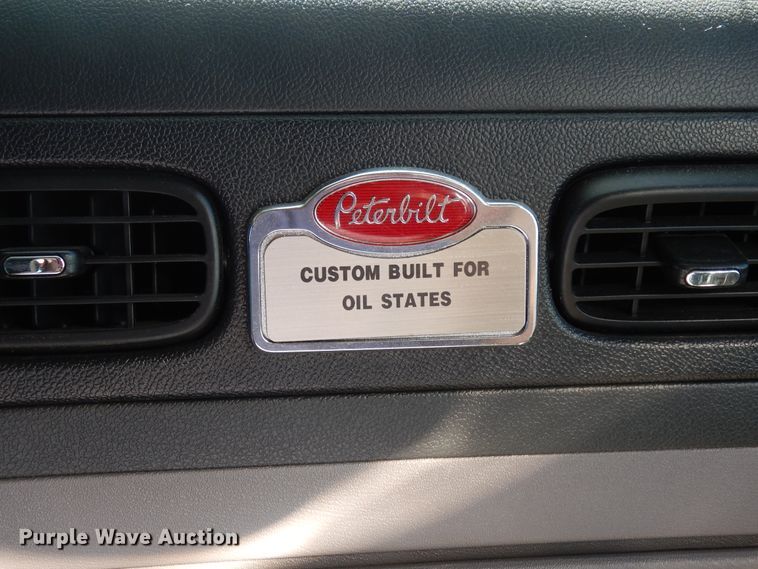 Peterbilt
CUSTOM BUILT FOR
OIL STATES
Purple Wave Auction